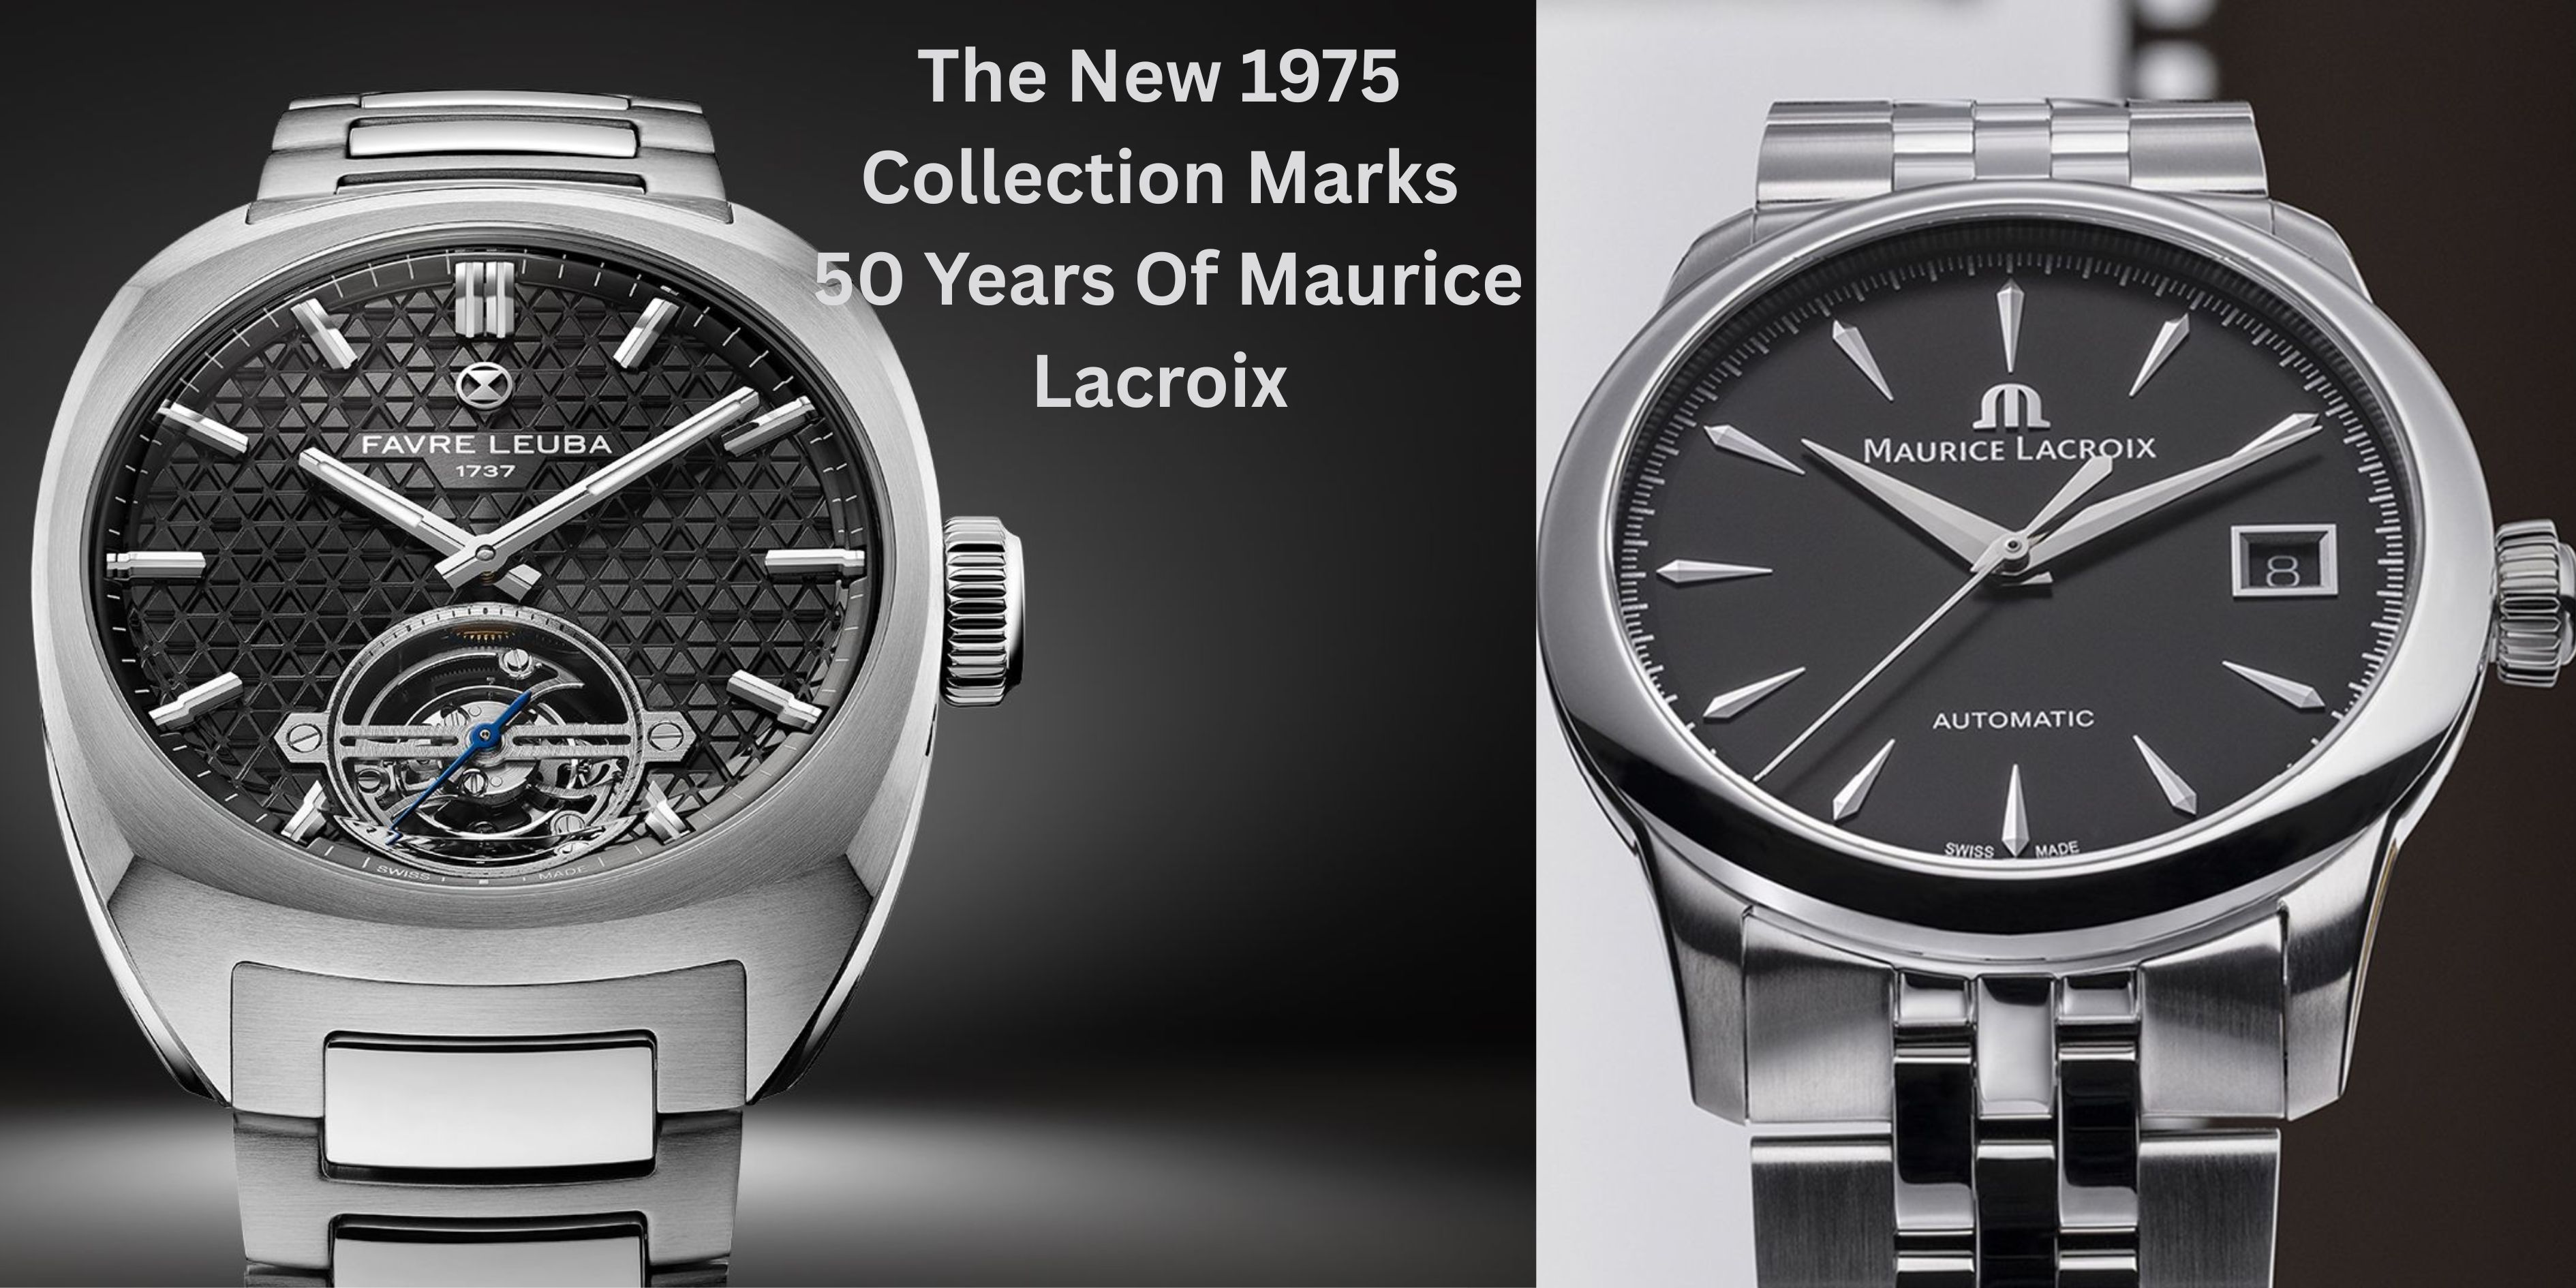 The New 1975
Collection Marks
50 Years Of Maurice
Lacroix
FAVRE LEUBA
1737
SWISS MADE
MAURICE LACROIX
8
AUTOMATIC
SWISS MADE